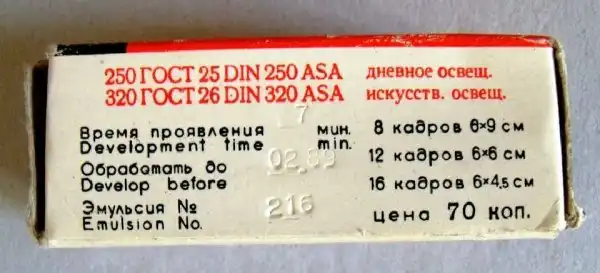 250 ГОСТ 25 DIN 250 ASA дневное освещ.
320 ГОСТ 26 DIN 320 ASA искусств. освещ.
Время проявления 7 мин. 8 кадров 6×9 см
Development time min.
Обработать до 02.89 12 кадров 6×6 см
Develop before 16 кадров 6×4,5 см
Эмульсия № 216 цена 70 коп.
Emulsion No.